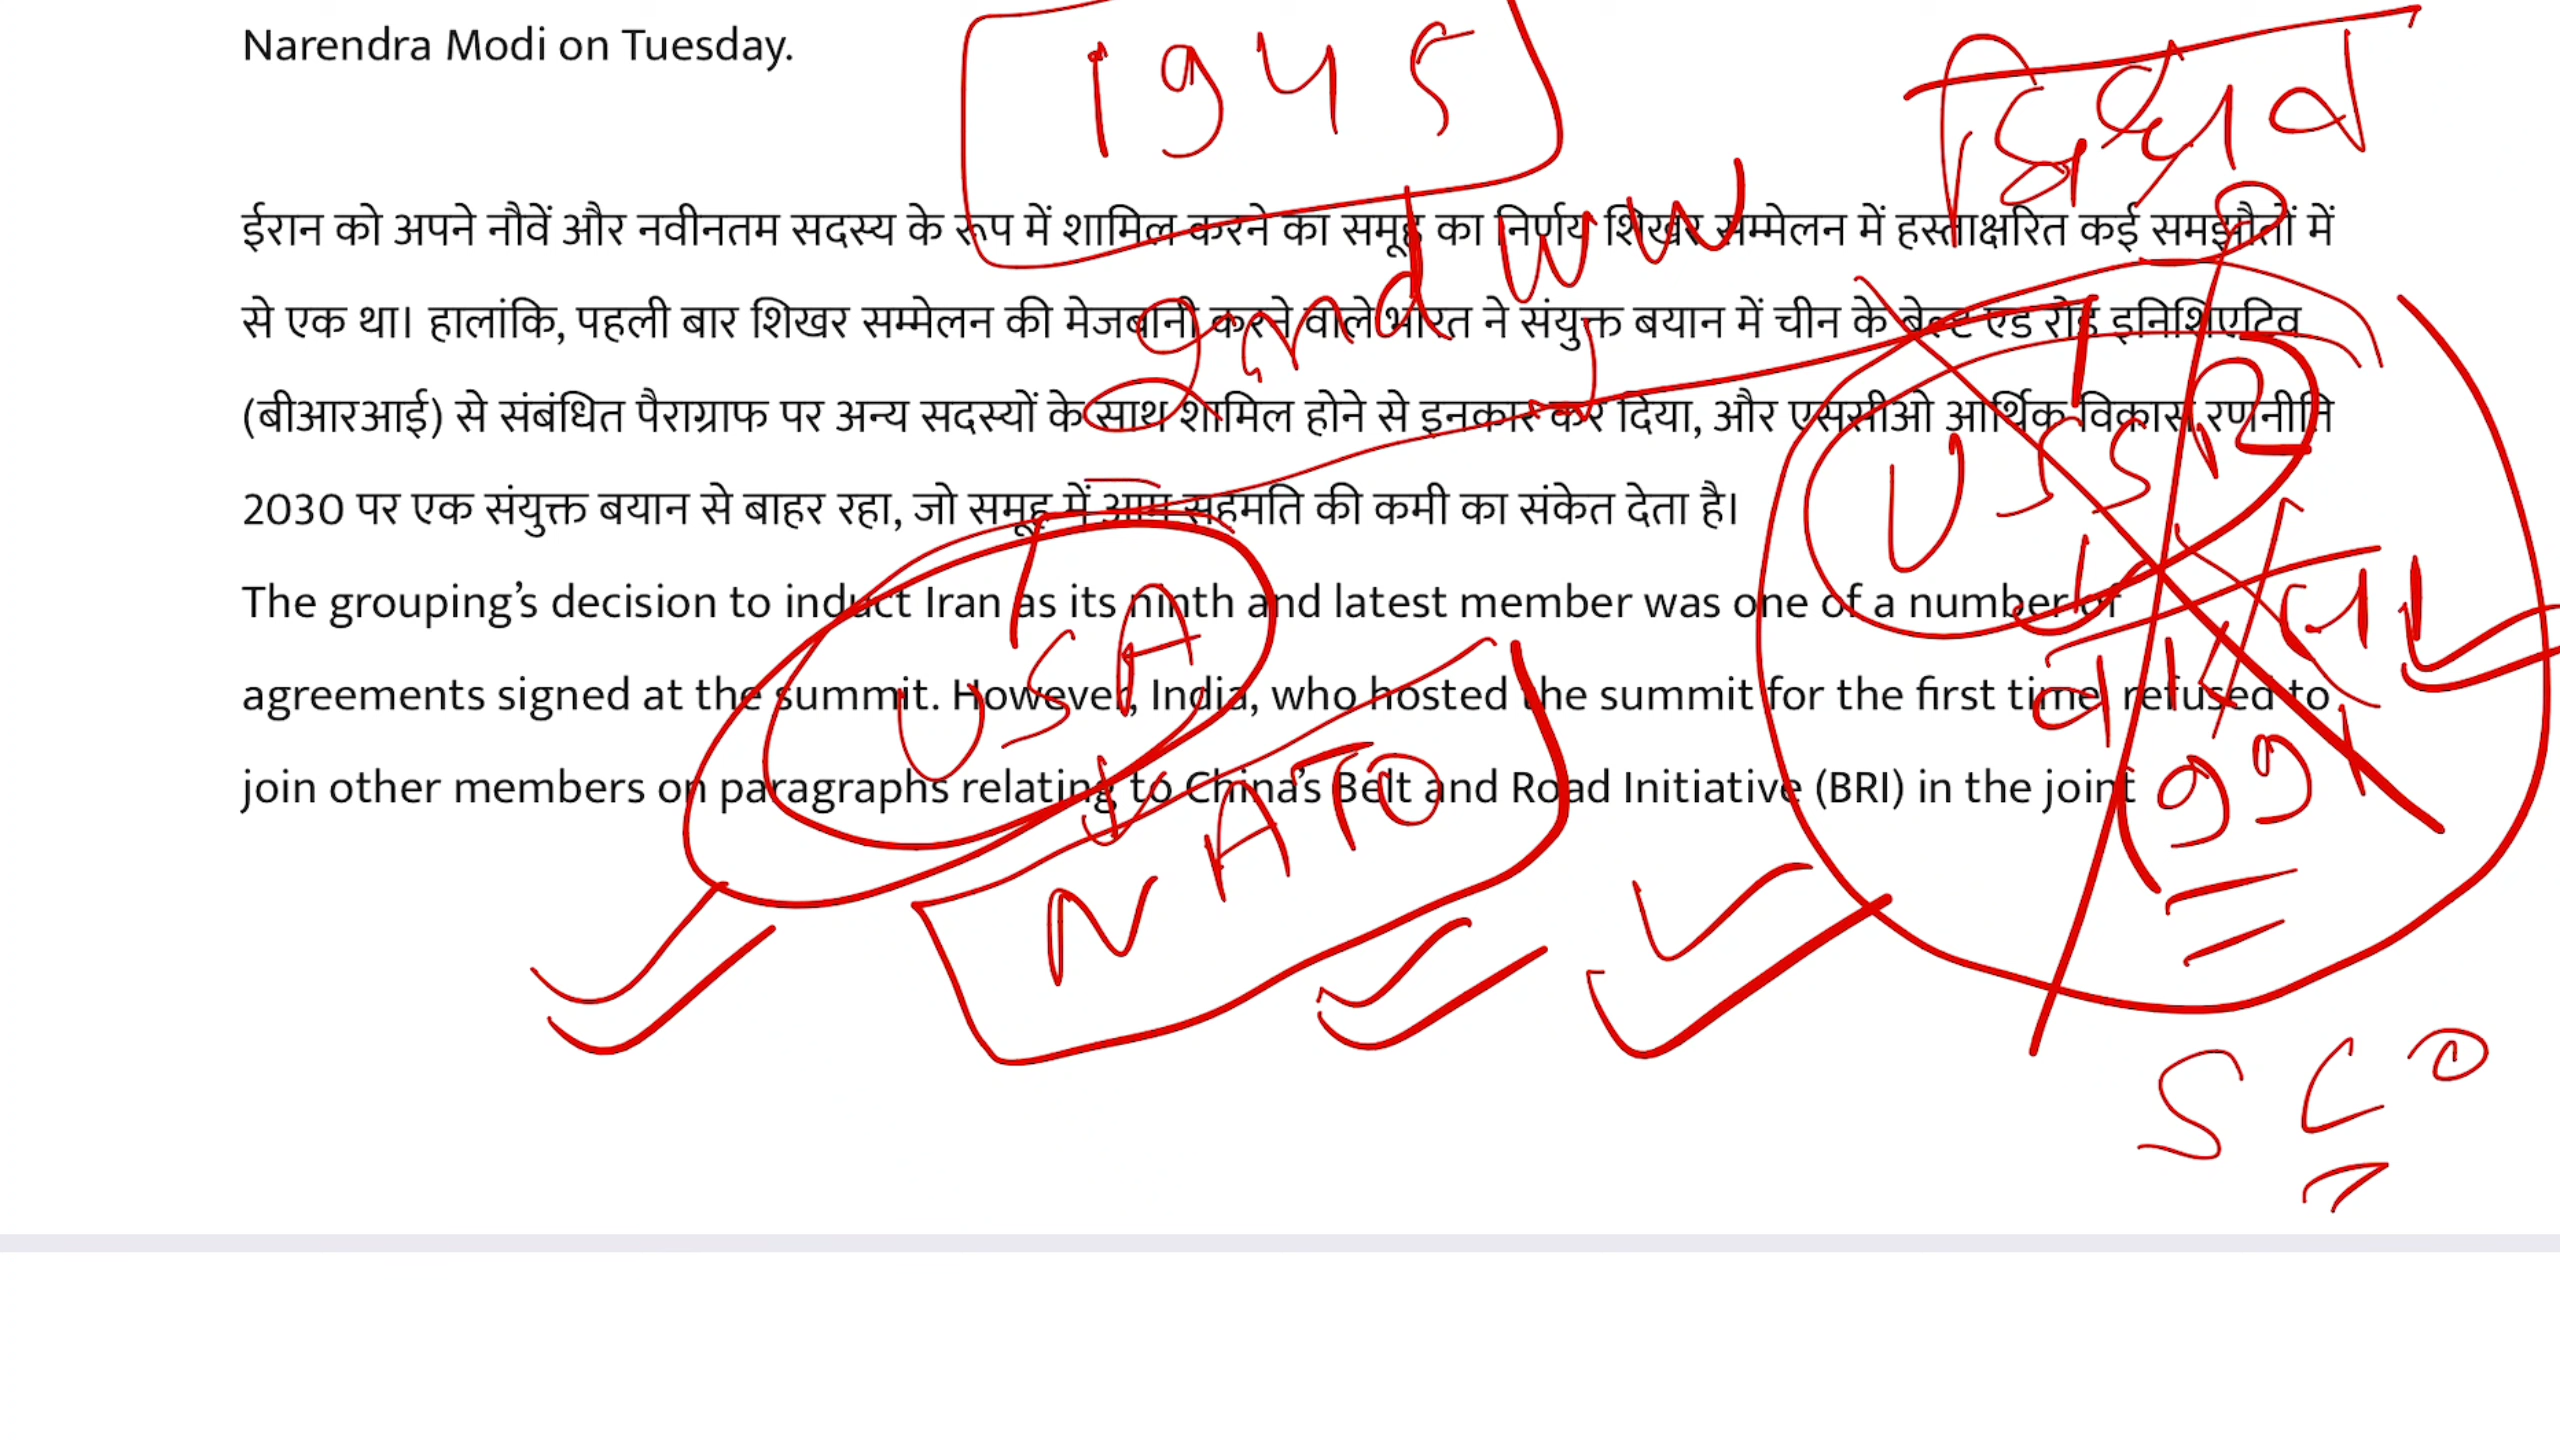 Narendra Modi on Tuesday.
1945
ईरान को अपने नौवें और नवीनतम सदस्य के रूप में शामिल करने का समूह का निर्णय शिखर सम्मेलन में हस्ताक्षरित कई समझौतों में
2nd WW
से एक था। हालांकि, पहली बार शिखर सम्मेलन की मेजबानी करने वाले भारत ने संयुक्त बयान में चीन के बेल्ट एंड रोड इनिशिएटिव
(बीआरआई) से संबंधित पैराग्राफ पर अन्य सदस्यों के साथ शामिल होने से इनकार कर दिया, और एससीओ आर्थिक विकास रणनीति
USSR
2030 पर एक संयुक्त बयान से बाहर रहा, जो समूह में आम सहमति की कमी का संकेत देता है।
The grouping’s decision to induct Iran as its ninth and latest member was one of a number of
USA
agreements signed at the summit. However, India, who hosted the summit for the first time, refused to
join other members on paragraphs relating to China’s Belt and Road Initiative (BRI) in the joint
NATO
SCO